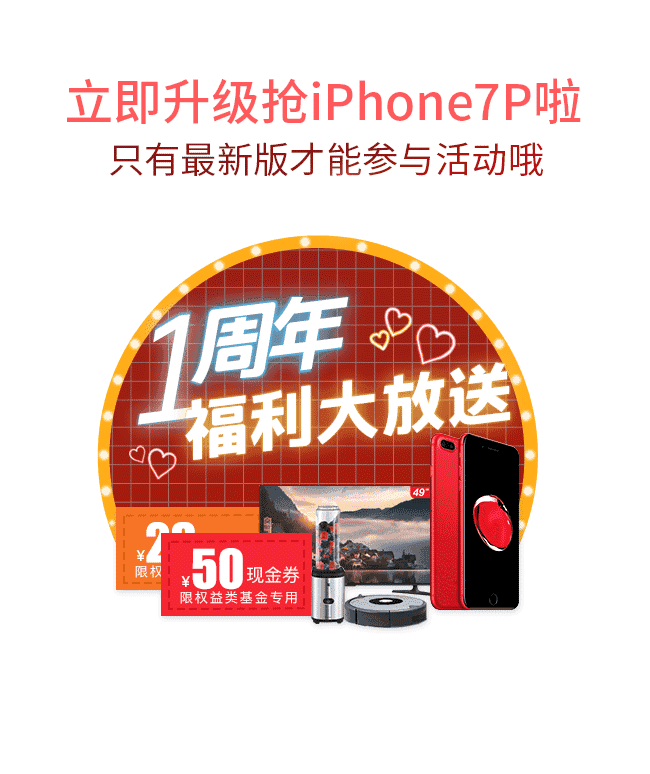 立即升级抢iPhone7P啦
只有最新版才能参与活动哦
1周年
福利大放送
49"
¥
限权
¥50现金券
限权益类基金专用